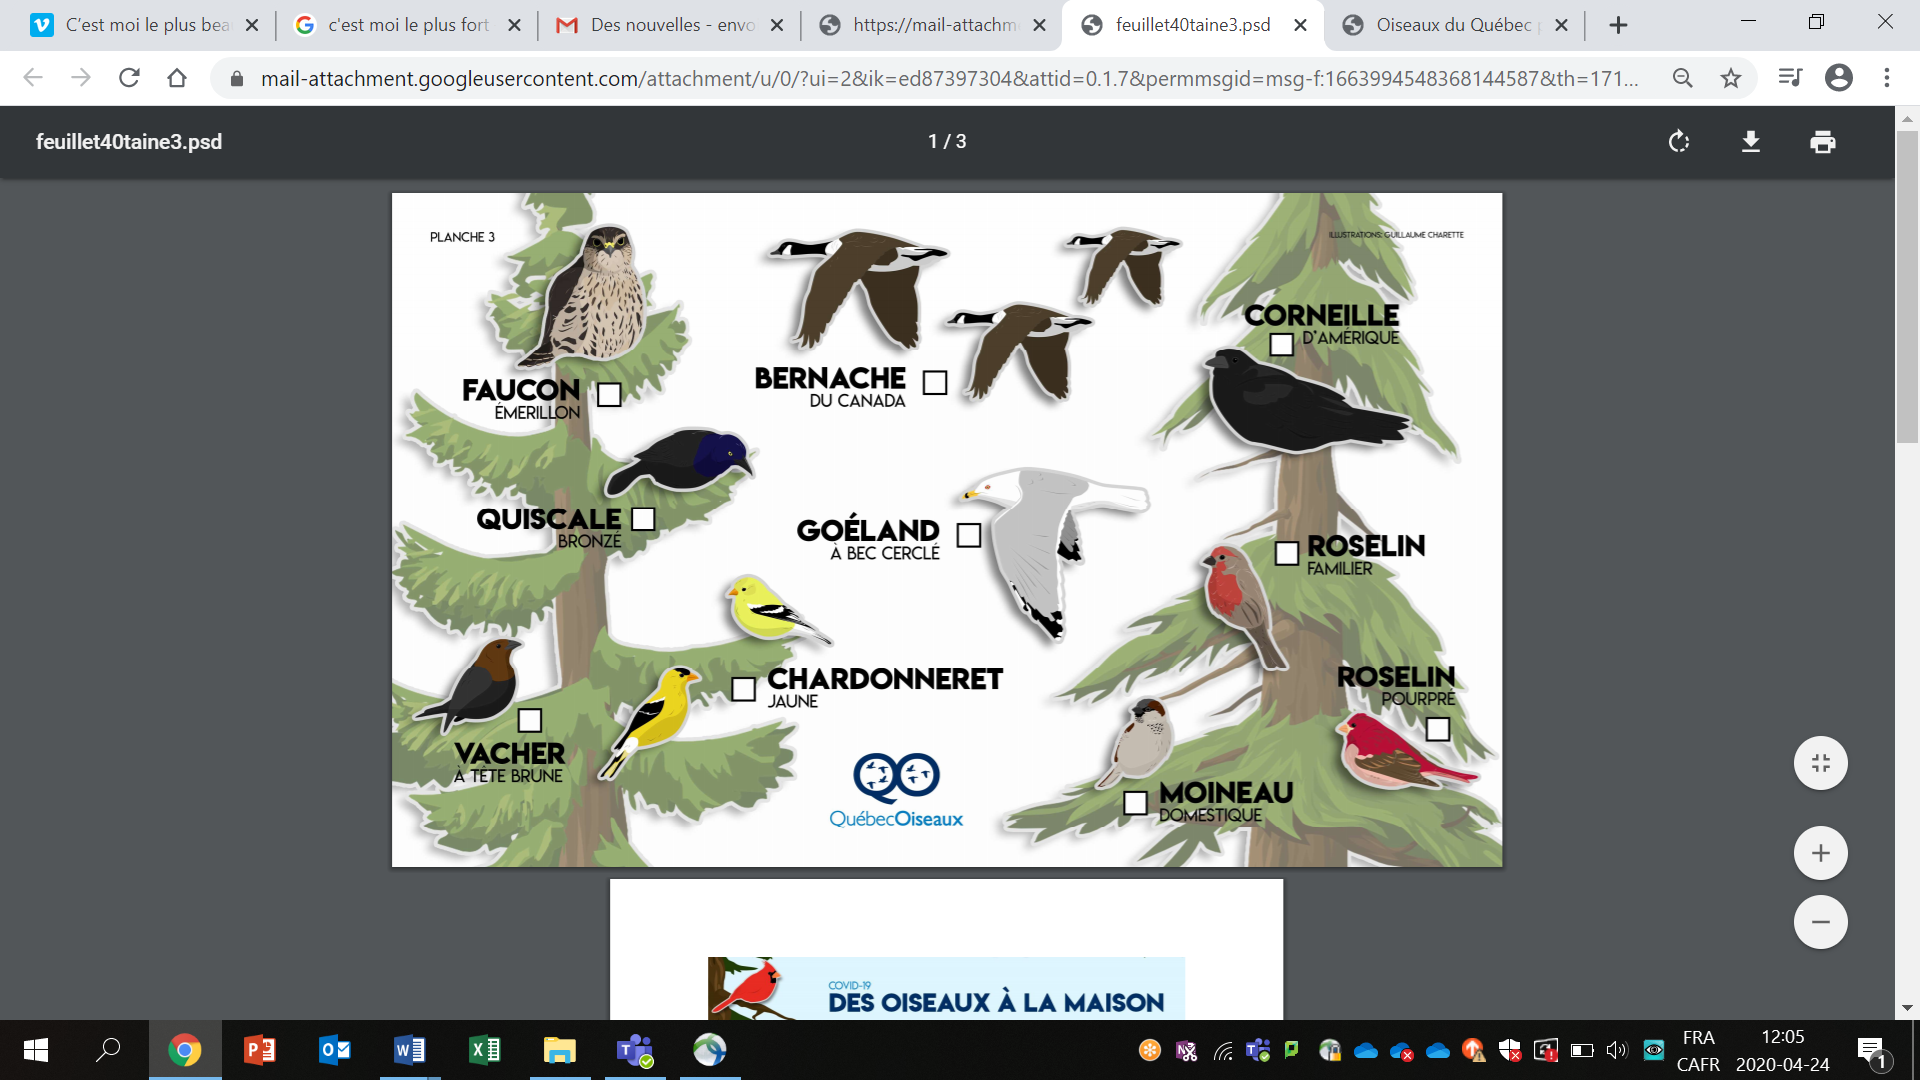 C'est moi le plus bea
c'est moi le plus fort
Des nouvelles - envo
https://mail-attachm
feuillet40taine3.psd
Oiseaux du Québec p
mail-attachment.googleusercontent.com/attachment/u/0/?ui=2&ik=ed87397304&attid=0.1.7&permmsgid=msg-f:1663994548368144587&th=171...
feuillet40taine3.psd
1 / 3
PLANCHE 3
ILLUSTRATIONS: GUILLAUME CHARETTE
FAUCON
ÉMERILLON
BERNACHE
DU CANADA
CORNEILLE
D'AMÉRIQUE
QUISCALE
BRONZÉ
GOÉLAND
À BEC CERCLÉ
ROSELIN
FAMILIER
CHARDONNERET
JAUNE
ROSELIN
POURPRÉ
VACHER
À TÊTE BRUNE
MOINEAU
DOMESTIQUE
QuébecOiseaux
COVID-19
DES OISEAUX À LA MAISON
FRA
CAFR
12:05
2020-04-24
1